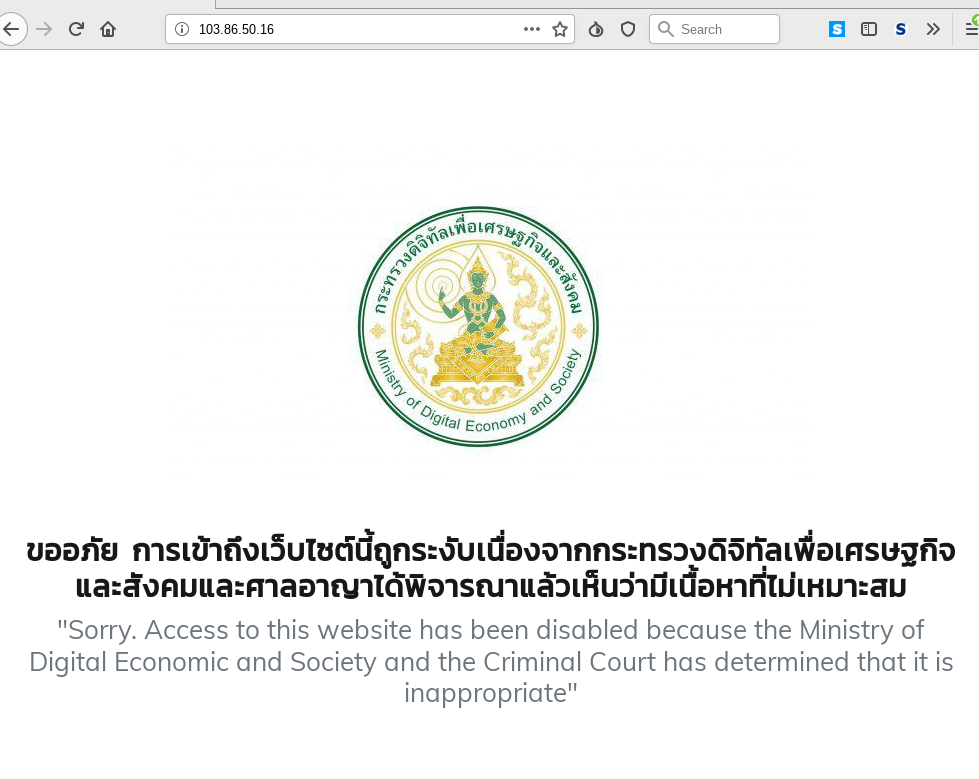 103.86.50.16
Search
กระทรวงดิจิทัลเพื่อเศรษฐกิจและสังคม
Ministry of Digital Economy and Society
ขออภัย การเข้าถึงเว็บไซต์นี้ถูกระงับเนื่องจากกระทรวงดิจิทัลเพื่อเศรษฐกิจ
และสังคมและศาลอาญาได้พิจารณาแล้วเห็นว่ามีเนื้อหาที่ไม่เหมาะสม
"Sorry. Access to this website has been disabled because the Ministry of
Digital Economic and Society and the Criminal Court has determined that it is
inappropriate"